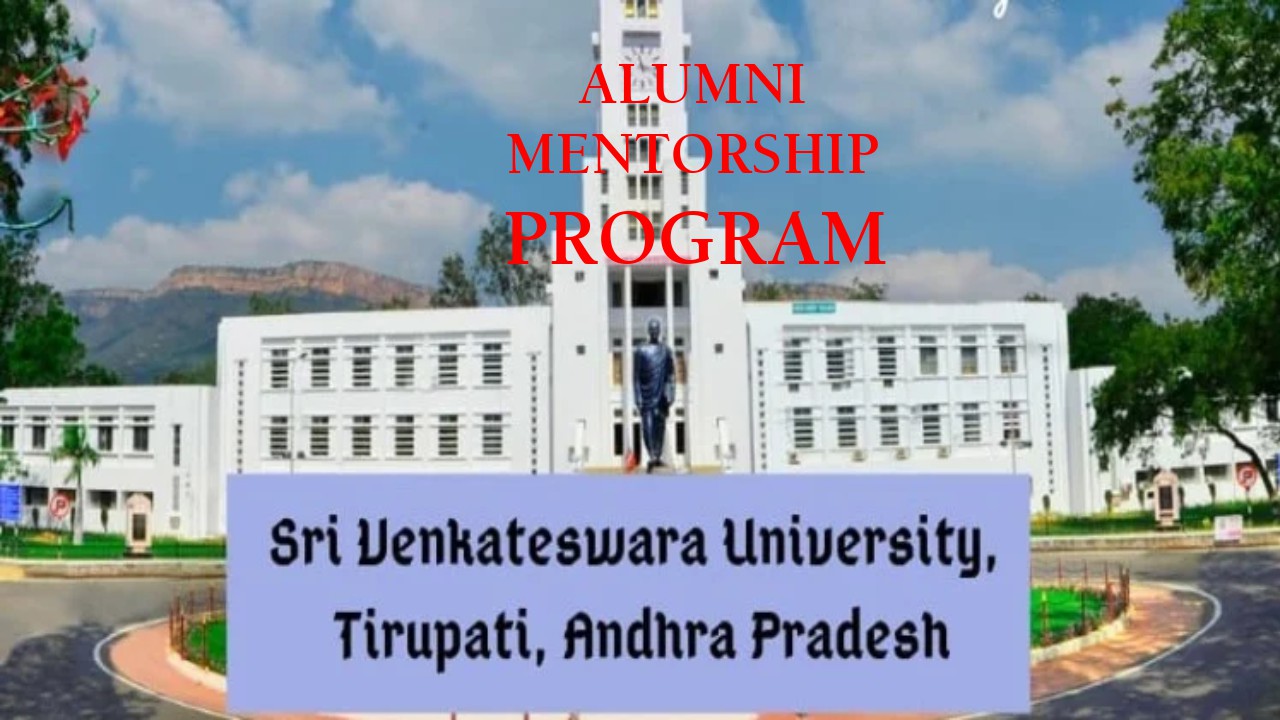 ALUMNI
MENTORSHIP
PROGRAM
Sri Venkateswara University,
Tirupati, Andhra Pradesh